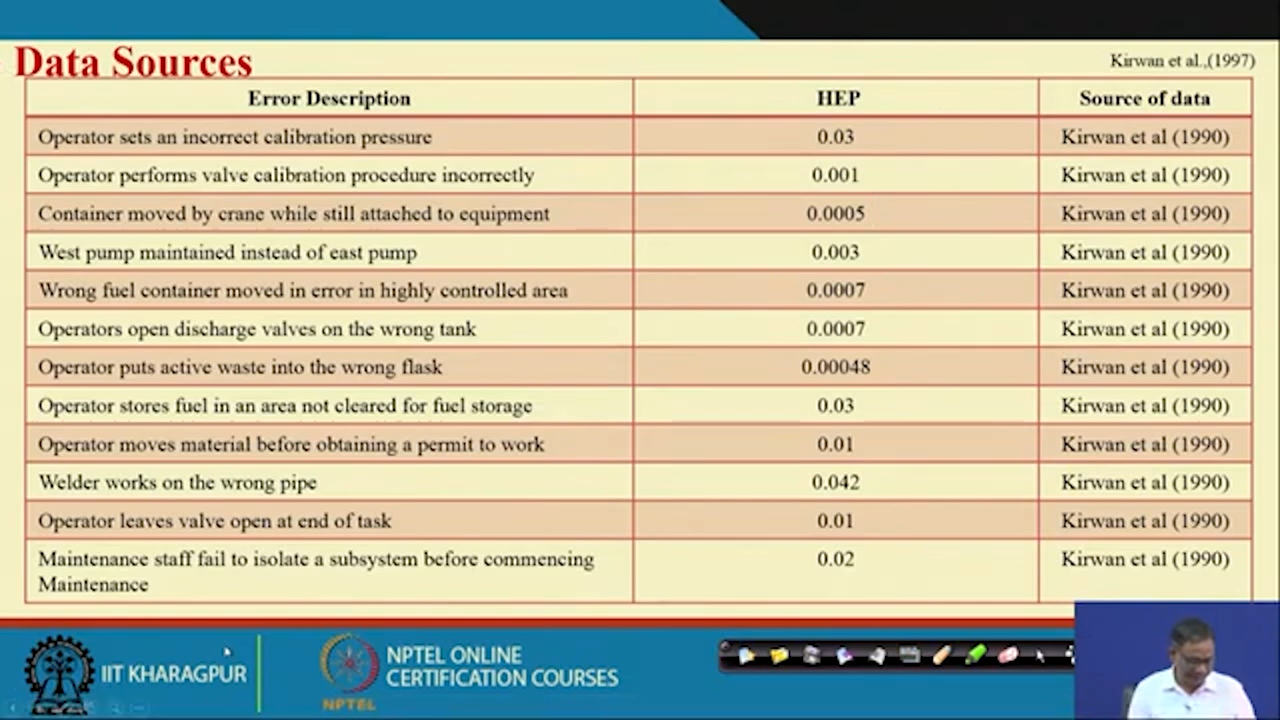 Data Sources
Kirwan et al.,(1997)
Error Description HEP Source of data
Operator sets an incorrect calibration pressure 0.03 Kirwan et al (1990)
Operator performs valve calibration procedure incorrectly 0.001 Kirwan et al (1990)
Container moved by crane while still attached to equipment 0.0005 Kirwan et al (1990)
West pump maintained instead of east pump 0.003 Kirwan et al (1990)
Wrong fuel container moved in error in highly controlled area 0.0007 Kirwan et al (1990)
Operators open discharge valves on the wrong tank 0.0007 Kirwan et al (1990)
Operator puts active waste into the wrong flask 0.00048 Kirwan et al (1990)
Operator stores fuel in an area not cleared for fuel storage 0.03 Kirwan et al (1990)
Operator moves material before obtaining a permit to work 0.01 Kirwan et al (1990)
Welder works on the wrong pipe 0.042 Kirwan et al (1990)
Operator leaves valve open at end of task 0.01 Kirwan et al (1990)
Maintenance staff fail to isolate a subsystem before commencing 0.02 Kirwan et al (1990)
Maintenance
IIT KHARAGPUR
NPTEL ONLINE
CERTIFICATION COURSES
NPTEL